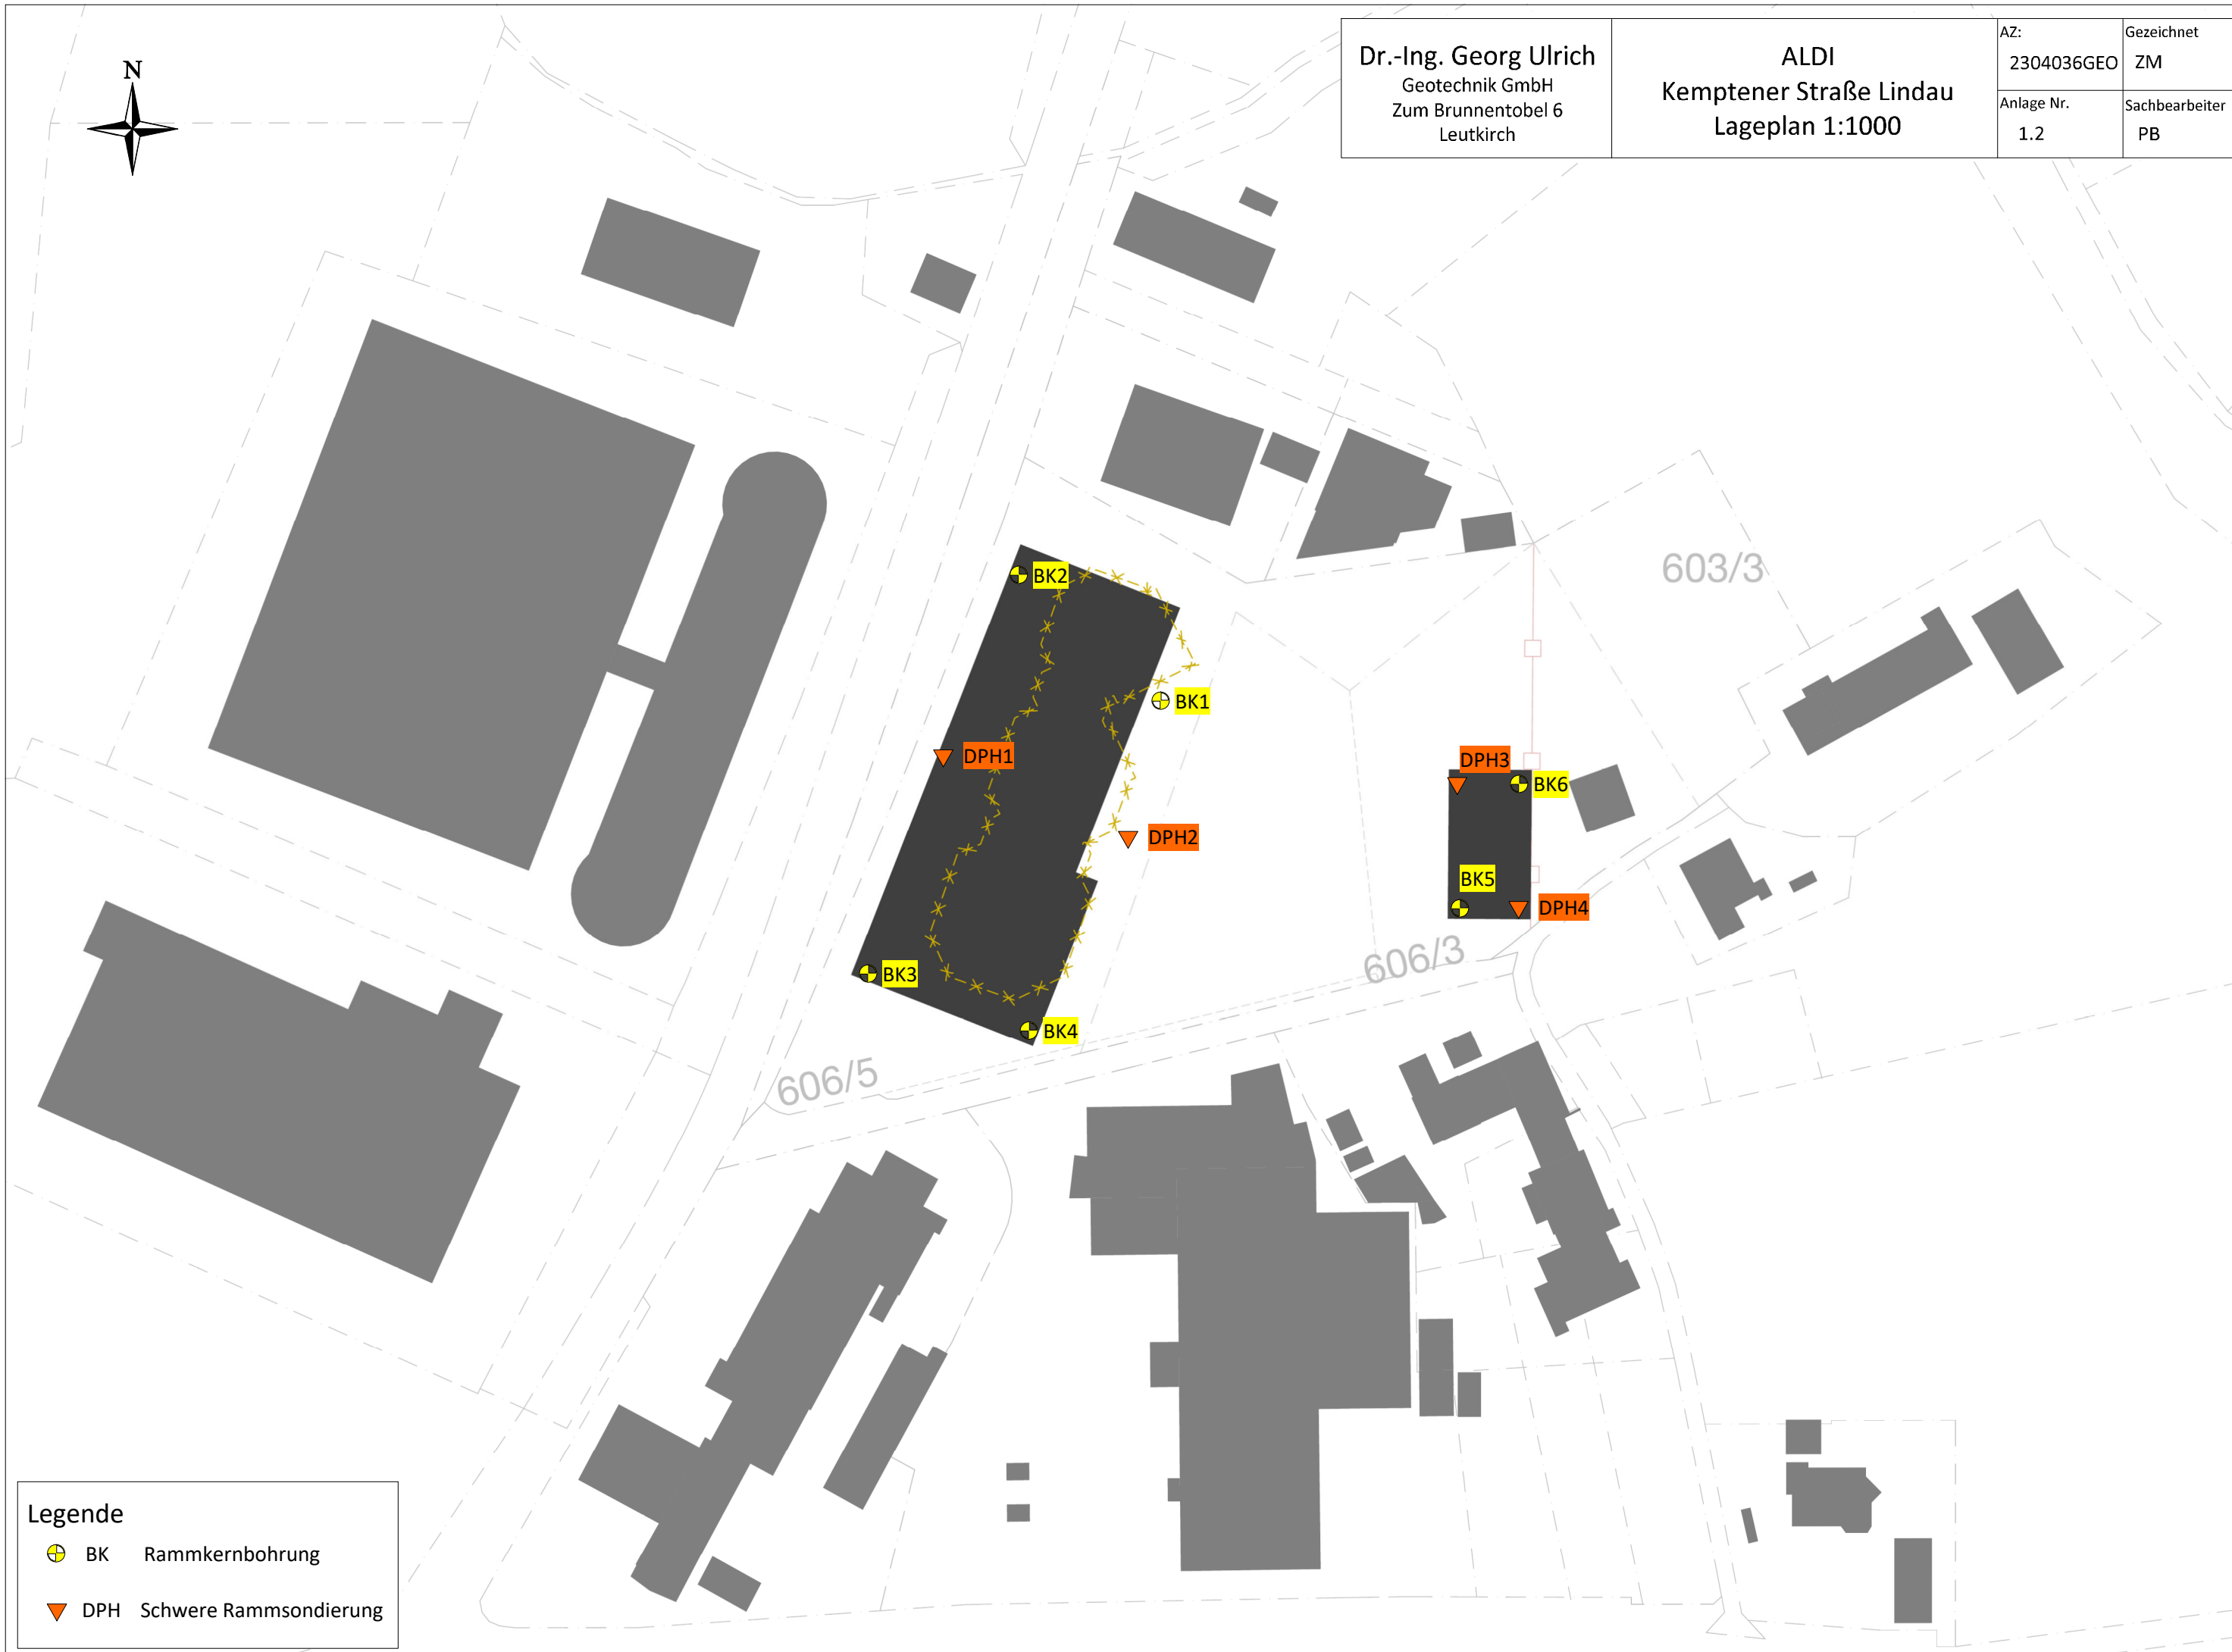 N
Dr.-Ing. Georg Ulrich
Geotechnik GmbH
Zum Brunnentobel 6
Leutkirch
ALDI
Kemptener Straße Lindau
Lageplan 1:1000
AZ:
2304036GEO
Gezeichnet
ZM
Anlage Nr.
1.2
Sachbearbeiter
PB
603/3
BK2
BK1
DPH1
DPH3
BK6
DPH2
BK5
DPH4
606/3
BK3
BK4
606/5
Legende
BK Rammkernbohrung
DPH Schwere Rammsondierung